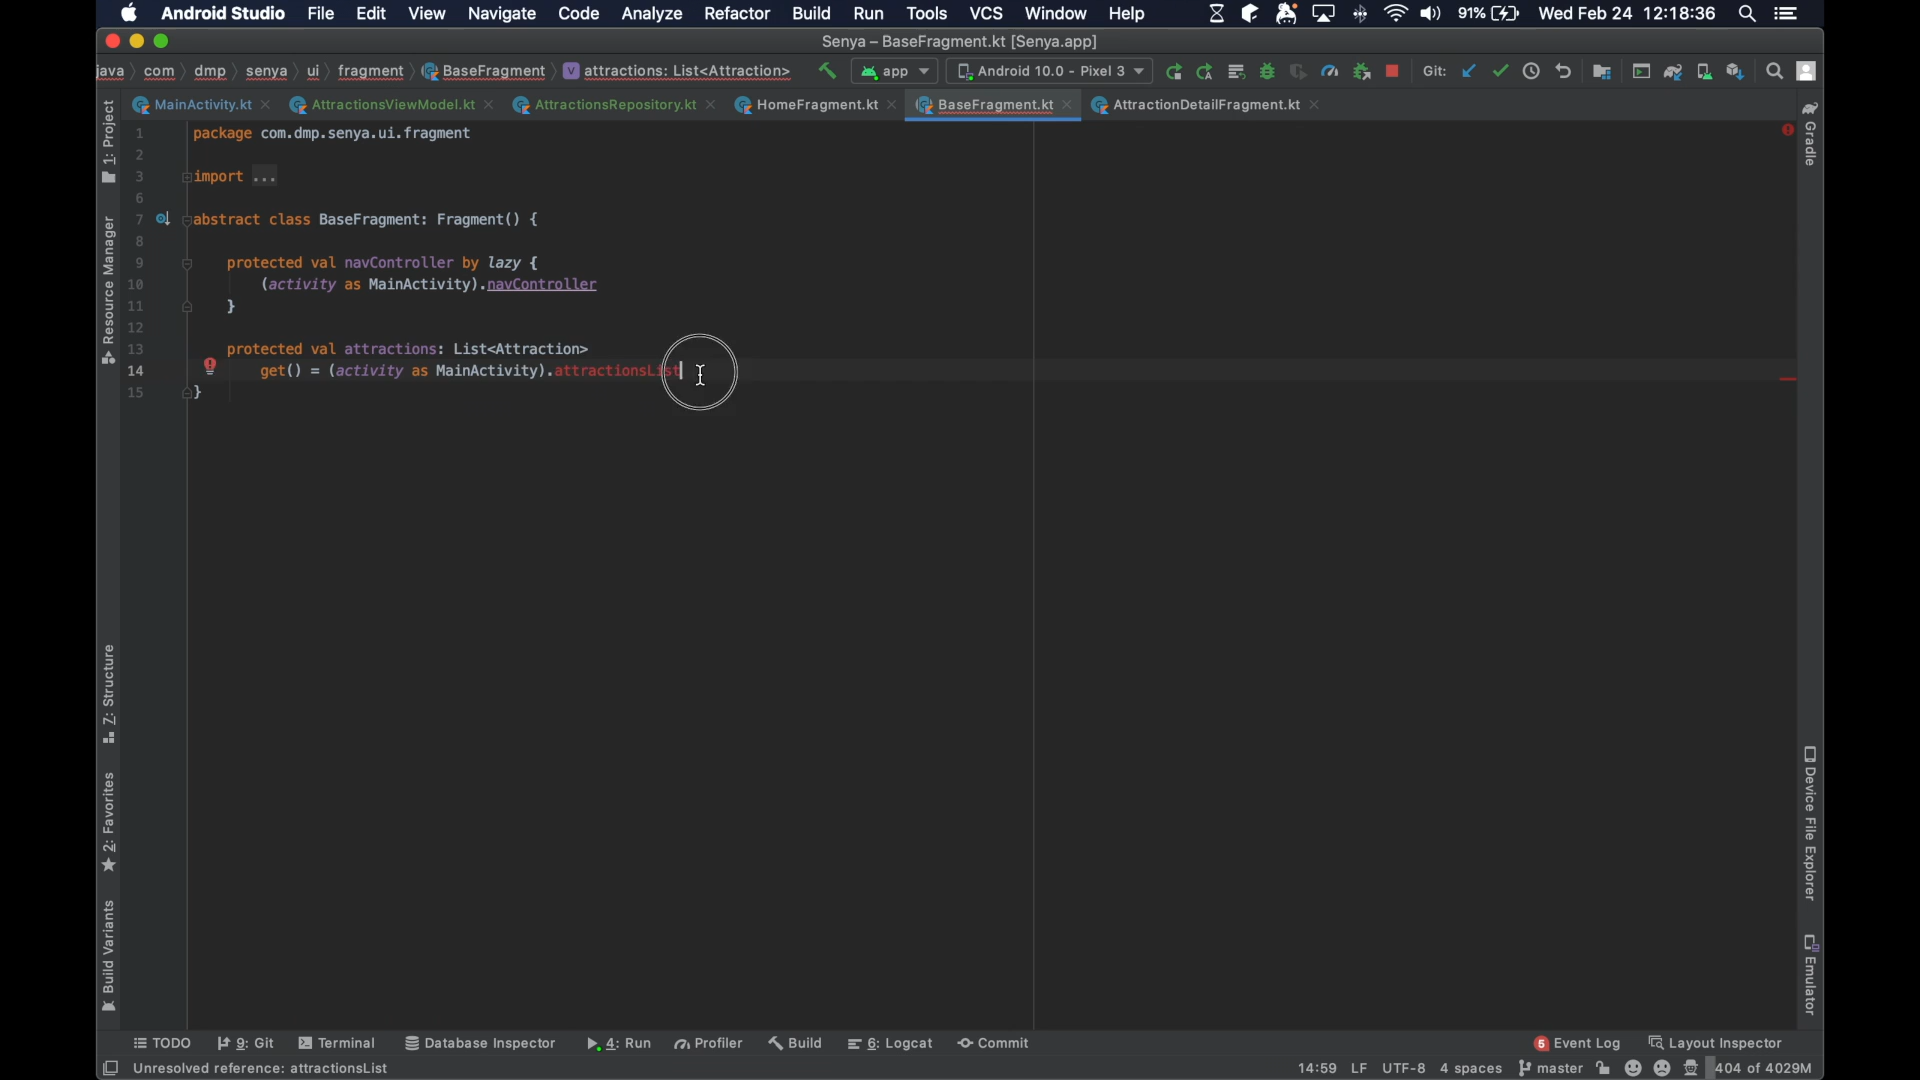 Android Studio File Edit View Navigate Code Analyze Refactor Build Run Tools VCS Window Help 91% Wed Feb 24 12:18:36
Senya – BaseFragment.kt [Senya.app]
java com dmp senya ui fragment BaseFragment attractions: List<Attraction> app Android 10.0 - Pixel 3 Git:
MainActivity.kt AttractionsViewModel.kt AttractionsRepository.kt HomeFragment.kt BaseFragment.kt AttractionDetailFragment.kt
1 package com.dmp.senya.ui.fragment
2
3 import ...
6
7 abstract class BaseFragment: Fragment() {
8
9 protected val navController by lazy {
10 (activity as MainActivity).navController
11 }
12
13 protected val attractions: List<Attraction>
14 get() = (activity as MainActivity).attractionsList
15 }
1: Project
Resource Manager
Z: Structure
2: Favorites
Build Variants
Gradle
Device File Explorer
Emulator
TODO 9: Git Terminal Database Inspector 4: Run Profiler Build 6: Logcat Commit 5 Event Log Layout Inspector
Unresolved reference: attractionsList 14:59 LF UTF-8 4 spaces master 404 of 4029M